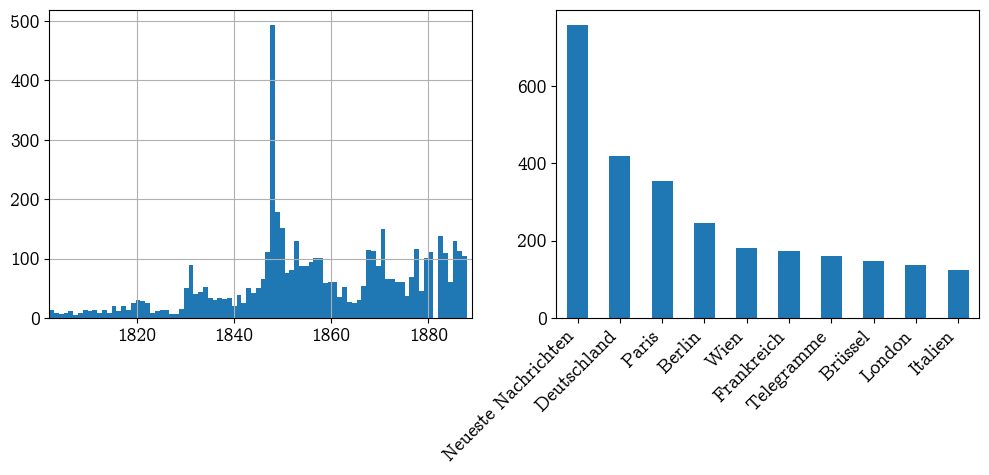 500
400
300
200
100
0
1820 1840 1860 1880
600
400
200
0
Neueste Nachrichten
Deutschland
Paris
Berlin
Wien
Frankreich
Telegramme
Brüssel
London
Italien